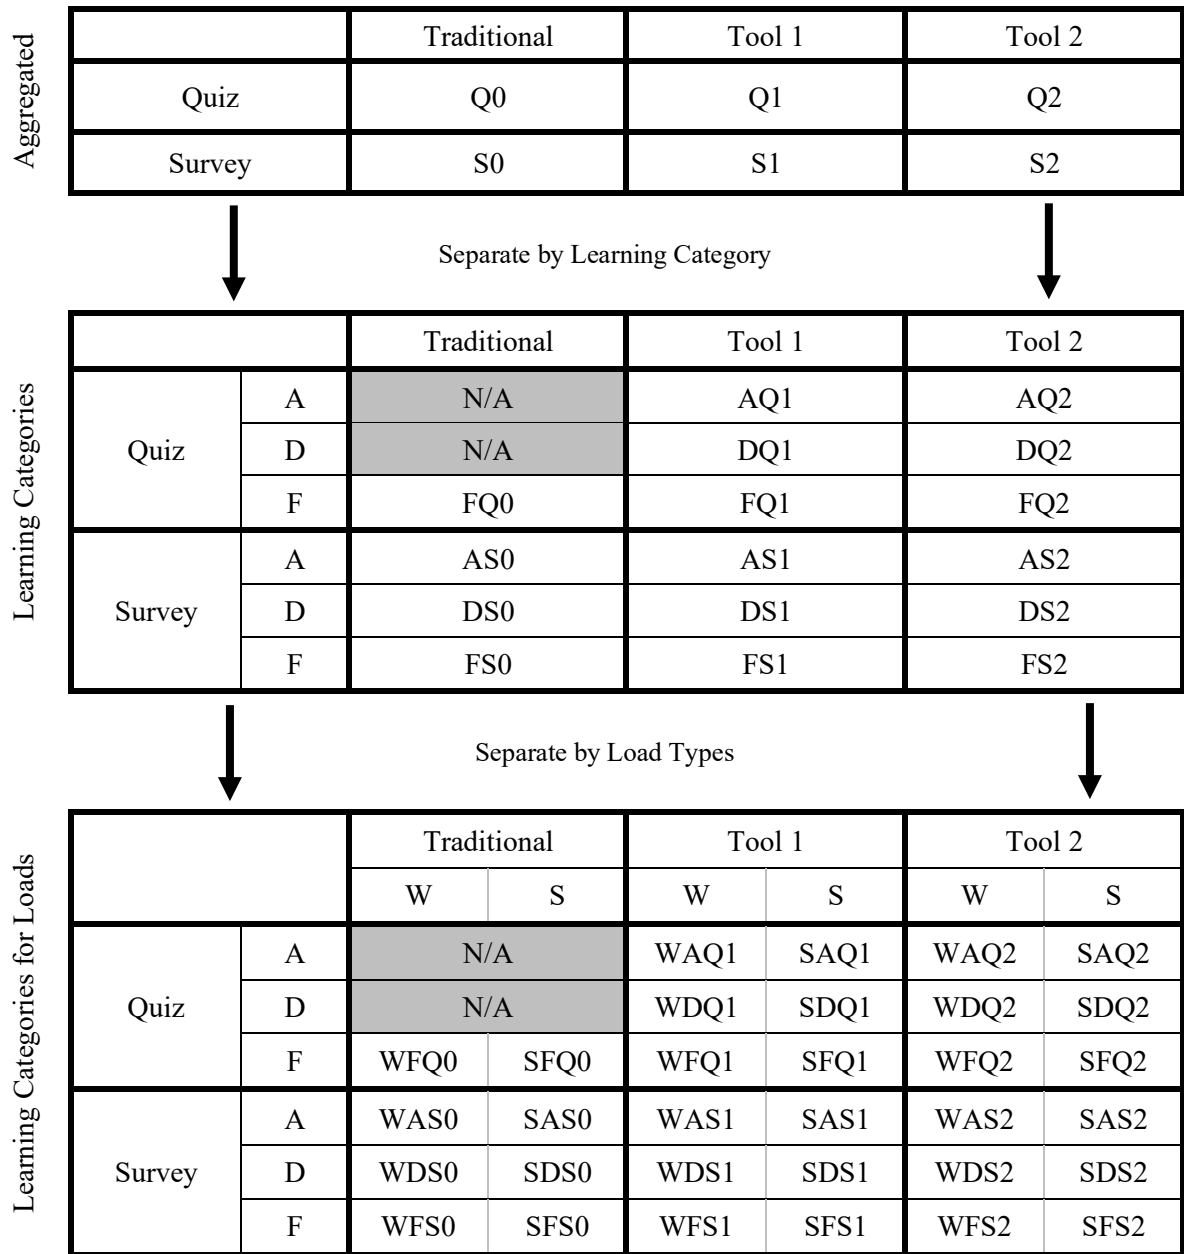 Aggregated
Traditional Tool 1 Tool 2
Quiz Q0 Q1 Q2
Survey S0 S1 S2
Separate by Learning Category
Learning Categories
Traditional Tool 1 Tool 2
Quiz
A N/A AQ1 AQ2
D N/A DQ1 DQ2
F FQ0 FQ1 FQ2
Survey
A AS0 AS1 AS2
D DS0 DS1 DS2
F FS0 FS1 FS2
Separate by Load Types
Learning Categories for Loads
Traditional Tool 1 Tool 2
W S W S W S
Quiz
A N/A WAQ1 SAQ1 WAQ2 SAQ2
D N/A WDQ1 SDQ1 WDQ2 SDQ2
F WFQ0 SFQ0 WFQ1 SFQ1 WFQ2 SFQ2
Survey
A WAS0 SAS0 WAS1 SAS1 WAS2 SAS2
D WDS0 SDS0 WDS1 SDS1 WDS2 SDS2
F WFS0 SFS0 WFS1 SFS1 WFS2 SFS2